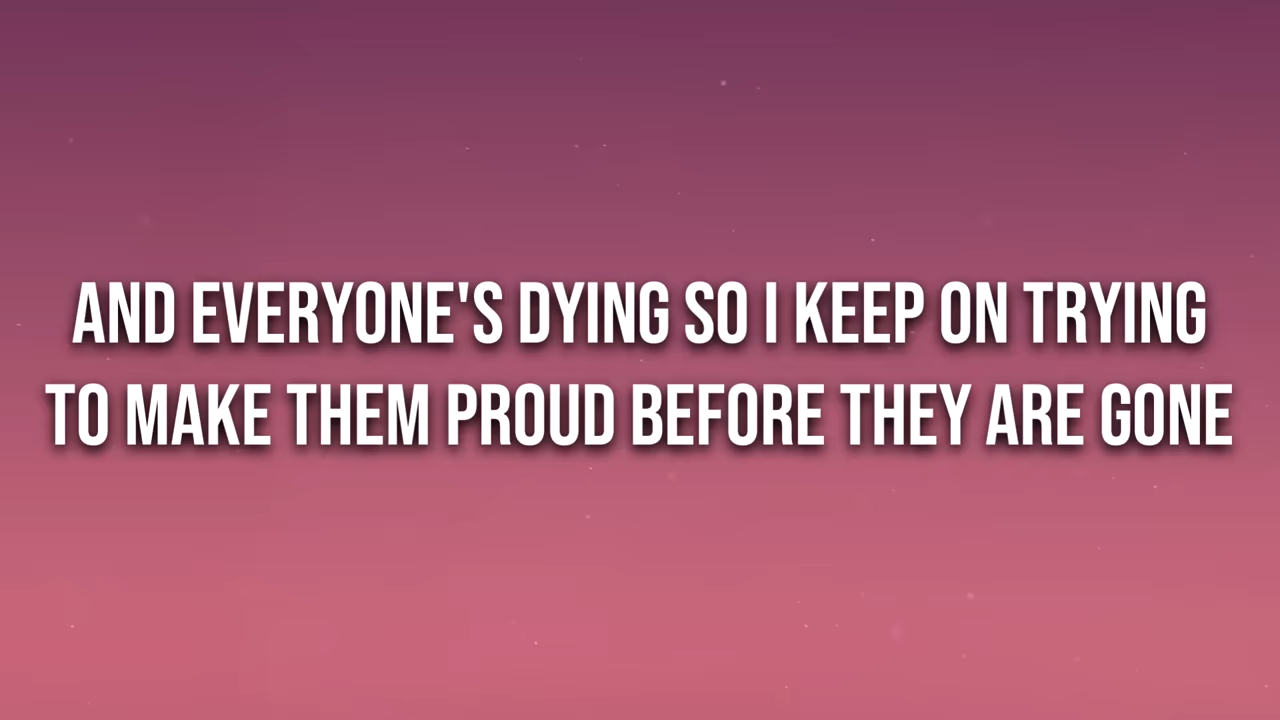 AND EVERYONE'S DYING SO I KEEP ON TRYING
TO MAKE THEM PROUD BEFORE THEY ARE GONE